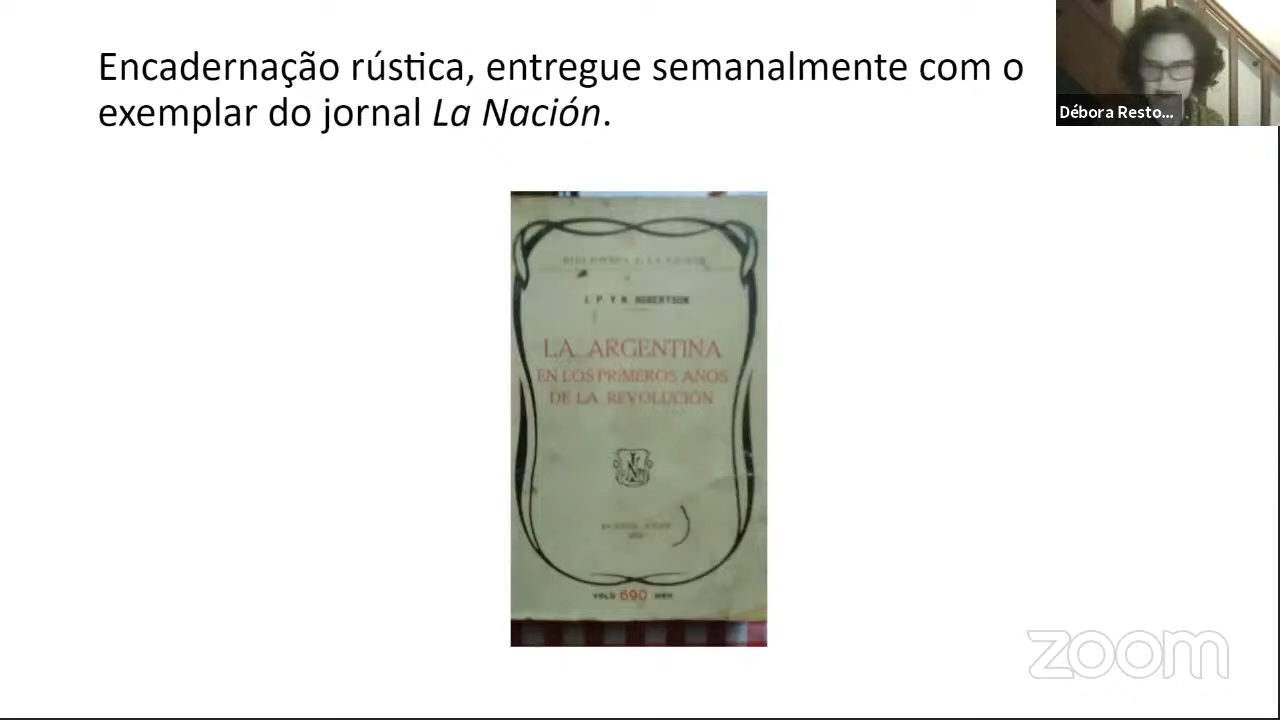 Encadernação rústica, entregue semanalmente com o
exemplar do jornal La Nación.
Débora Resto...
J. P. Y N. ROBERTSON
LA ARGENTINA
EN LOS PRIMEROS AÑOS
DE LA REVOLUCIÓN
690
zoom